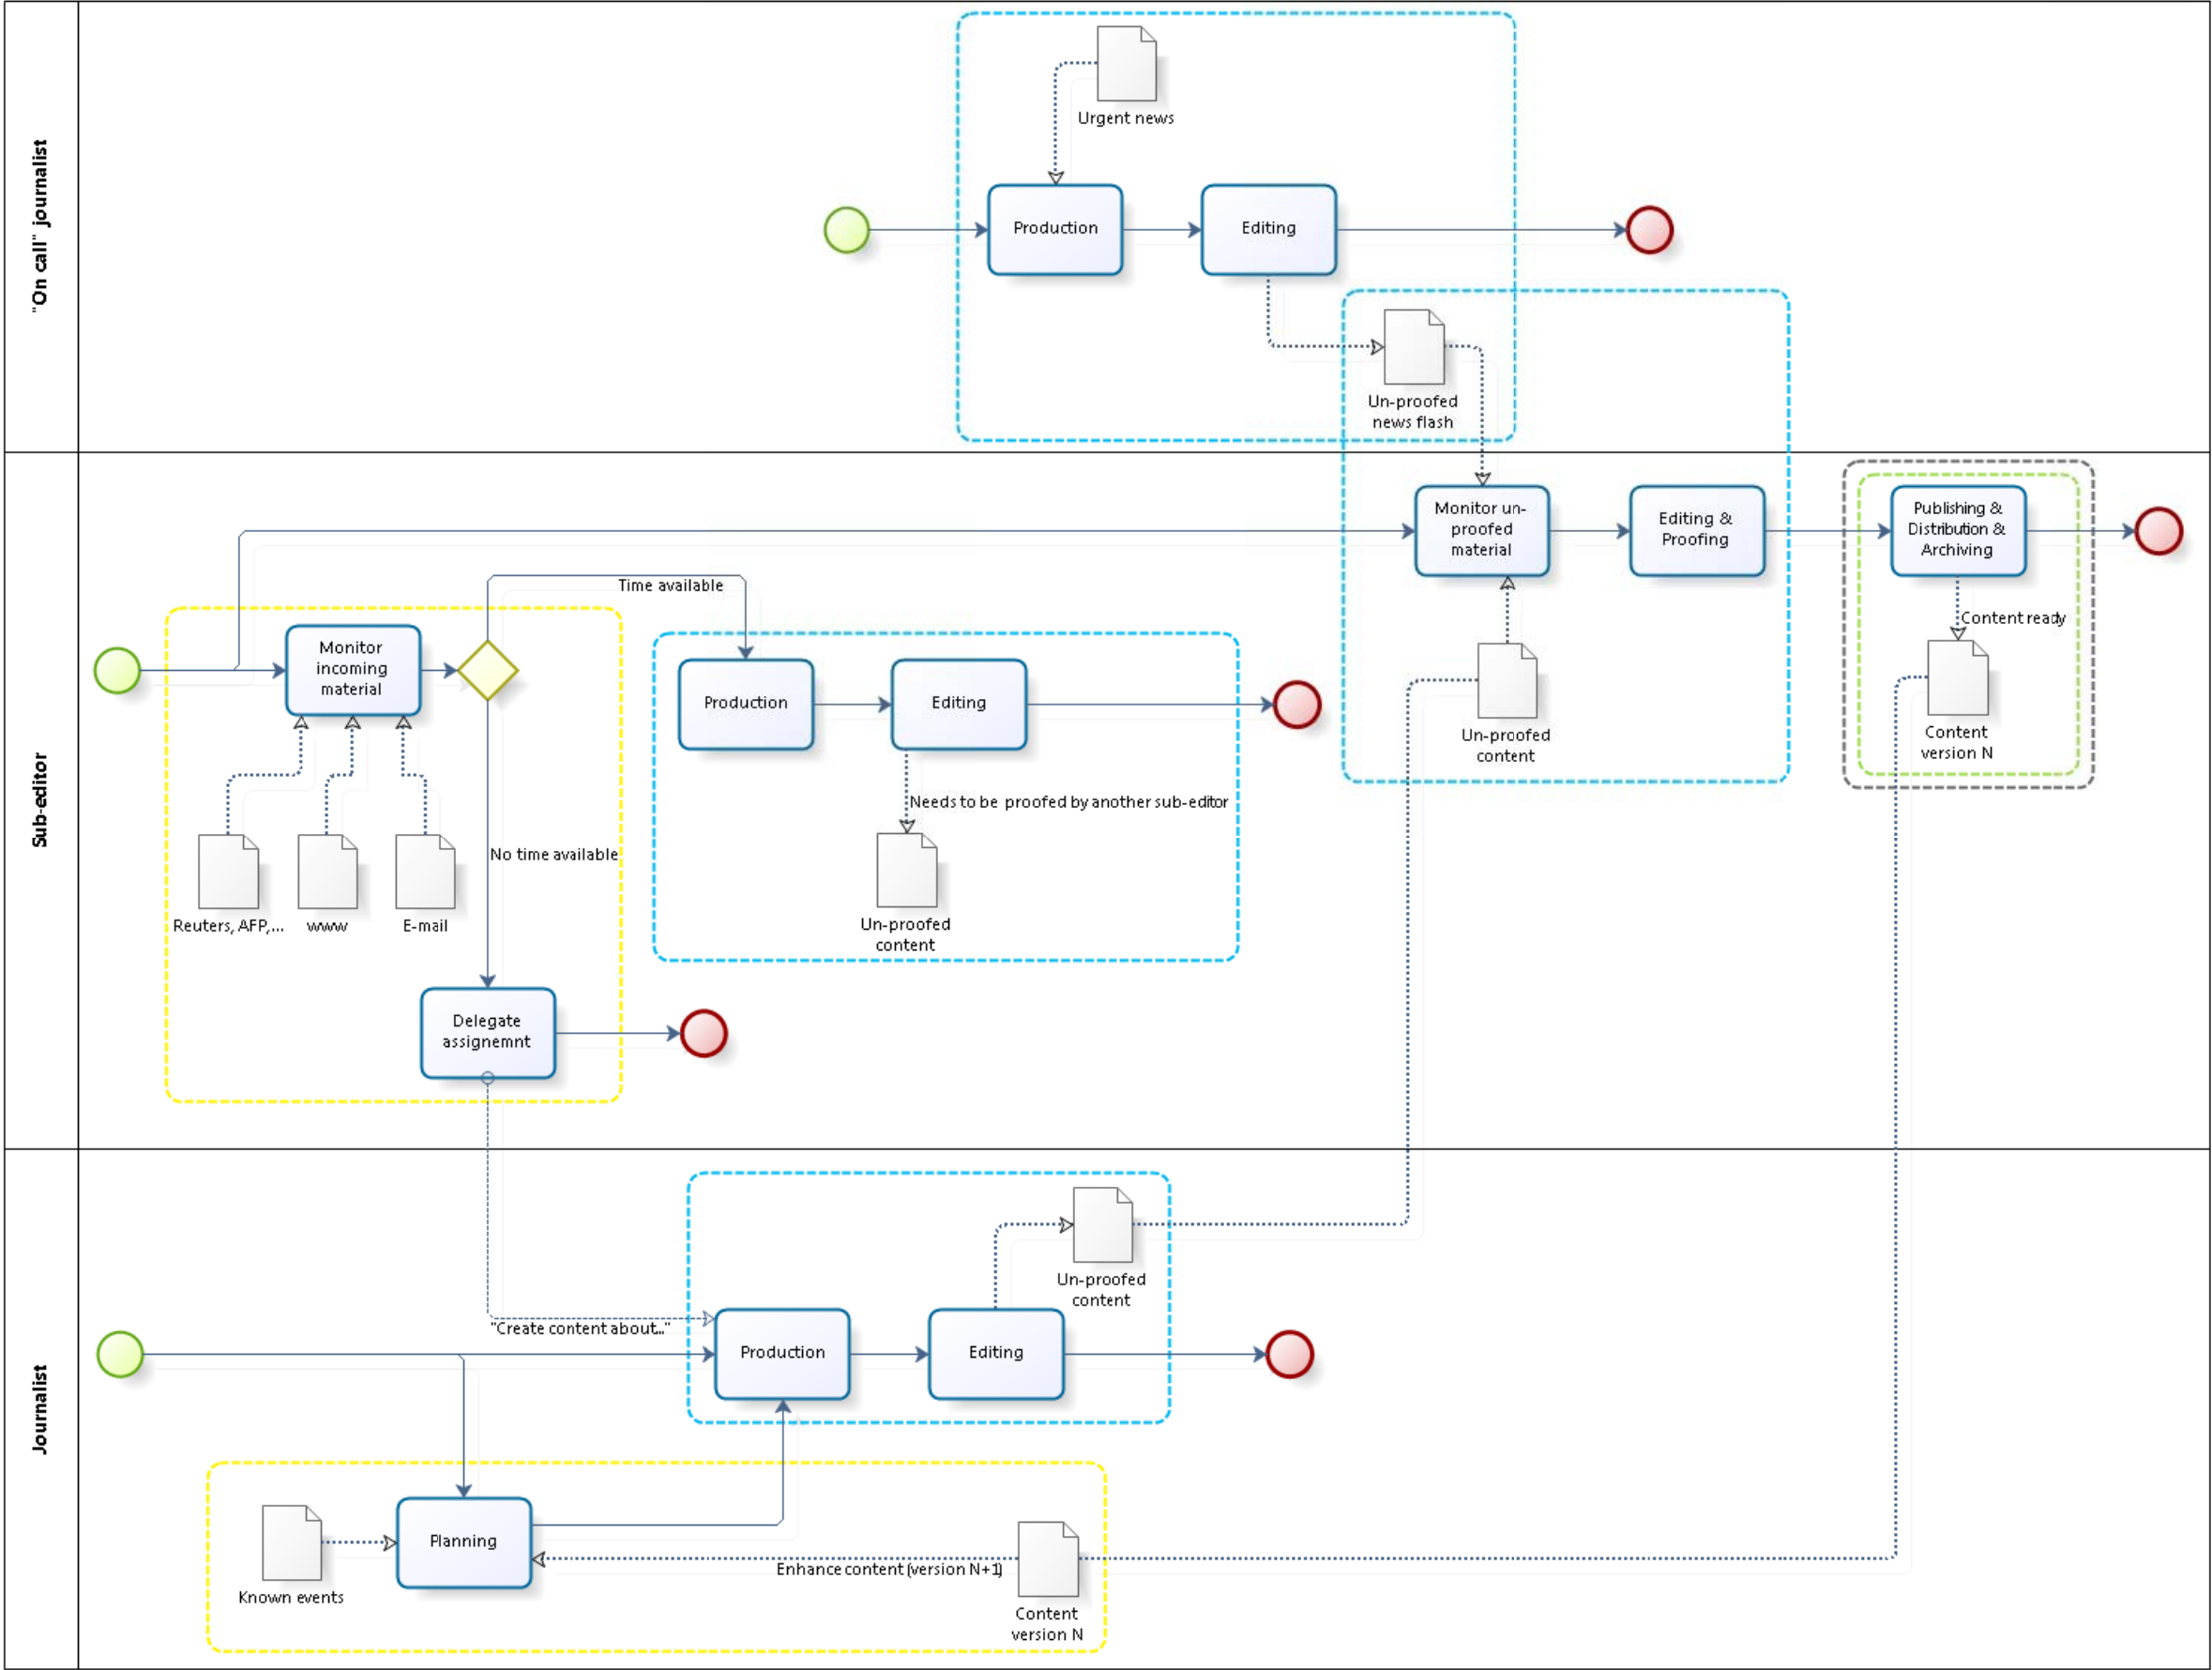 "On call" journalist
Urgent news
Production
Editing
Un-proofed
news flash
Sub-editor
Monitor un-
proofed
material
Editing &
Proofing
Publishing &
Distribution &
Archiving
Time available
Content ready
Monitor
incoming
material
Production
Editing
Un-proofed
content
Content
version N
Needs to be proofed by another sub-editor
No time available
Reuters, AFP,...
www
E-mail
Un-proofed
content
Delegate
assignemnt
Journalist
Un-proofed
content
"Create content about..."
Production
Editing
Planning
Known events
Enhance content (version N+1)
Content
version N